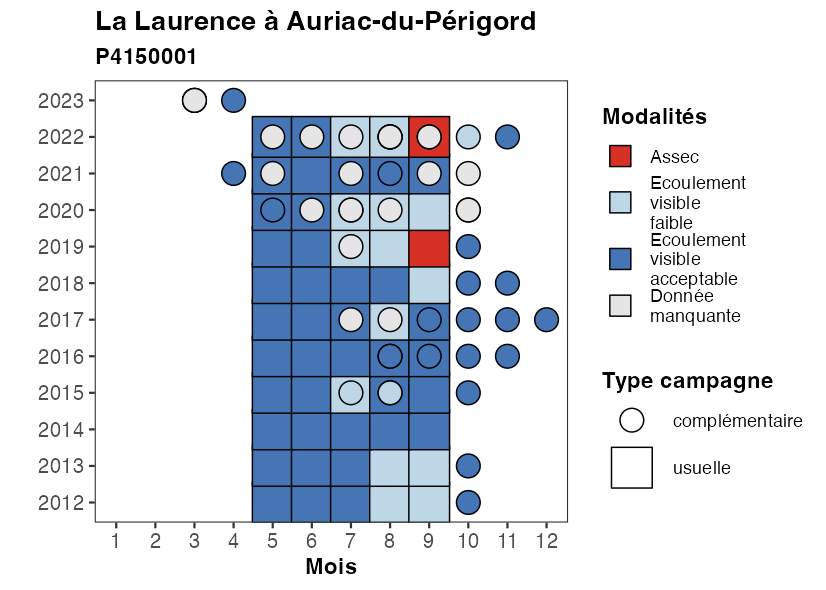 La Laurence à Auriac-du-Périgord
P4150001
2023
2022
2021
2020
2019
2018
2017
2016
2015
2014
2013
2012
1 2 3 4 5 6 7 8 9 10 11 12
Mois
Modalités
Assec
Ecoulement
visible
faible
Ecoulement
visible
acceptable
Donnée
manquante
Type campagne
complémentaire
usuelle